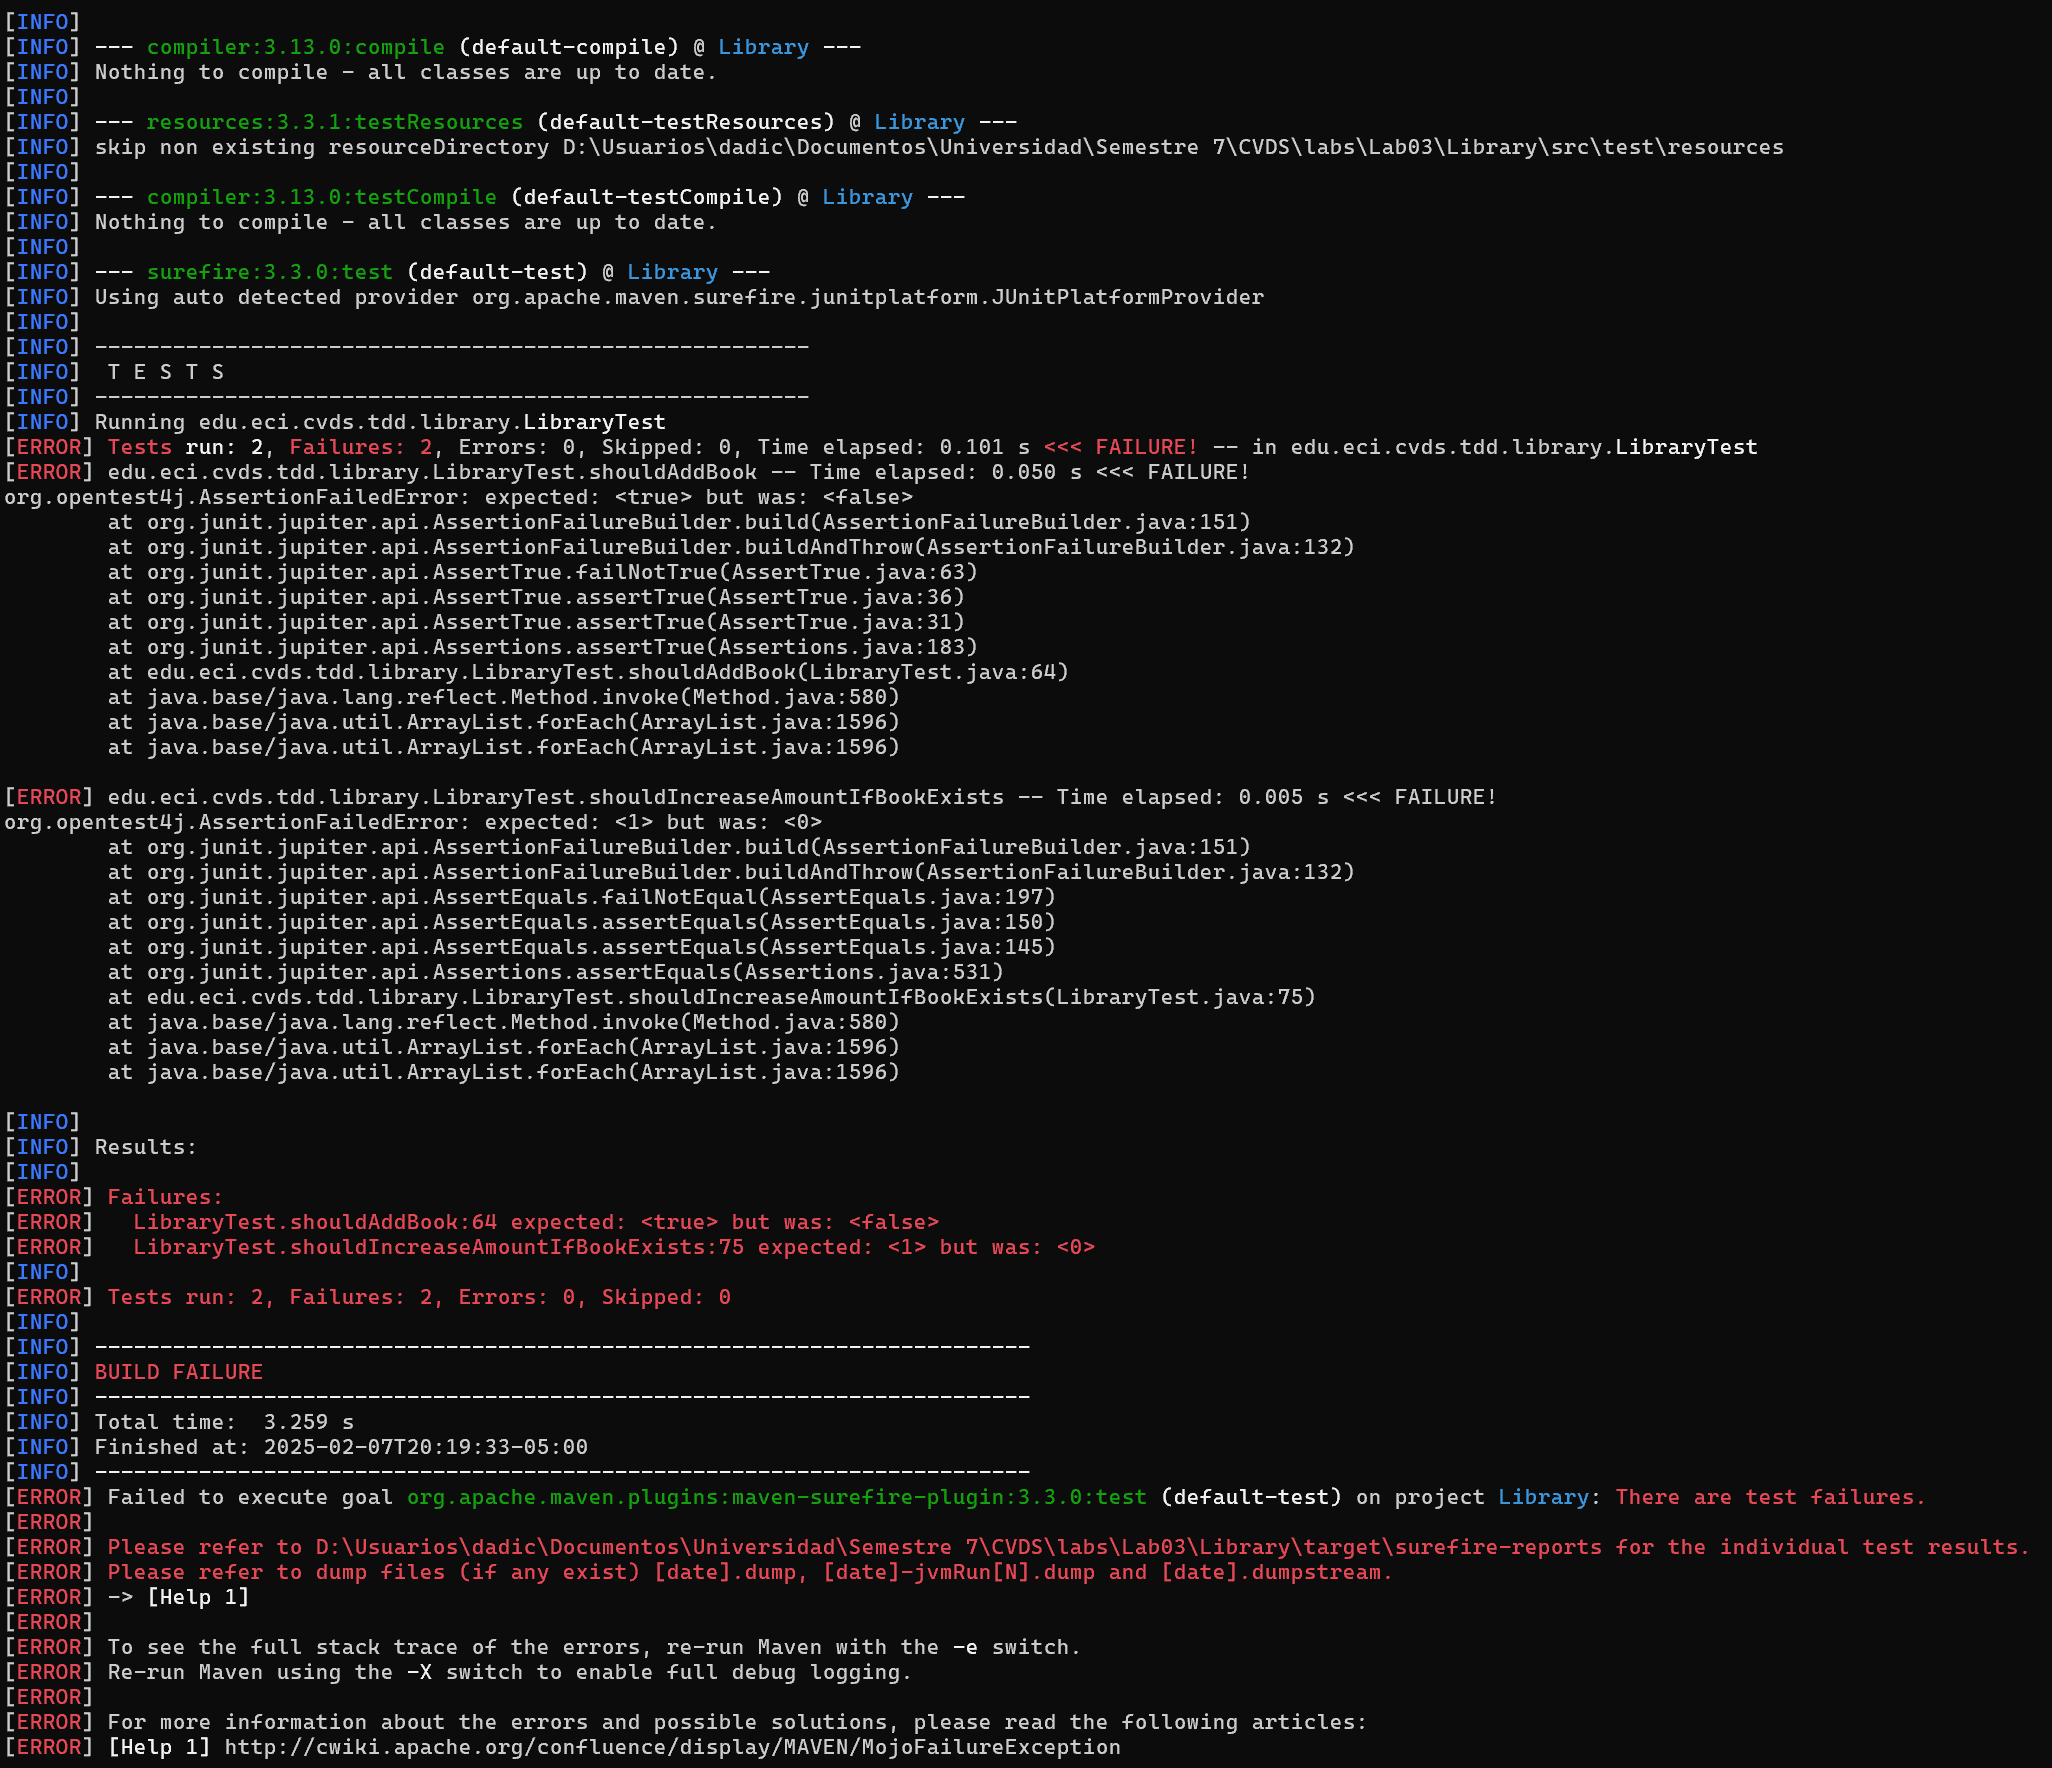 [INFO]
[INFO] --- compiler:3.13.0:compile (default-compile) @ Library ---
[INFO] Nothing to compile - all classes are up to date.
[INFO]
[INFO] --- resources:3.3.1:testResources (default-testResources) @ Library ---
[INFO] skip non existing resourceDirectory D:\Usuarios\dadic\Documentos\Universidad\Semestre 7\CVDS\labs\Lab03\Library\src\test\resources
[INFO]
[INFO] --- compiler:3.13.0:testCompile (default-testCompile) @ Library ---
[INFO] Nothing to compile - all classes are up to date.
[INFO]
[INFO] --- surefire:3.3.0:test (default-test) @ Library ---
[INFO] Using auto detected provider org.apache.maven.surefire.junitplatform.JUnitPlatformProvider
[INFO]
[INFO] -------------------------------------------------------
[INFO]  T E S T S
[INFO] -------------------------------------------------------
[INFO] Running edu.eci.cvds.tdd.library.LibraryTest
[ERROR] Tests run: 2, Failures: 2, Errors: 0, Skipped: 0, Time elapsed: 0.101 s <<< FAILURE! -- in edu.eci.cvds.tdd.library.LibraryTest
[ERROR] edu.eci.cvds.tdd.library.LibraryTest.shouldAddBook -- Time elapsed: 0.050 s <<< FAILURE!
org.opentest4j.AssertionFailedError: expected: <true> but was: <false>
        at org.junit.jupiter.api.AssertionFailureBuilder.build(AssertionFailureBuilder.java:151)
        at org.junit.jupiter.api.AssertionFailureBuilder.buildAndThrow(AssertionFailureBuilder.java:132)
        at org.junit.jupiter.api.AssertTrue.failNotTrue(AssertTrue.java:63)
        at org.junit.jupiter.api.AssertTrue.assertTrue(AssertTrue.java:36)
        at org.junit.jupiter.api.AssertTrue.assertTrue(AssertTrue.java:31)
        at org.junit.jupiter.api.Assertions.assertTrue(Assertions.java:183)
        at edu.eci.cvds.tdd.library.LibraryTest.shouldAddBook(LibraryTest.java:64)
        at java.base/java.lang.reflect.Method.invoke(Method.java:580)
        at java.base/java.util.ArrayList.forEach(ArrayList.java:1596)
        at java.base/java.util.ArrayList.forEach(ArrayList.java:1596)

[ERROR] edu.eci.cvds.tdd.library.LibraryTest.shouldIncreaseAmountIfBookExists -- Time elapsed: 0.005 s <<< FAILURE!
org.opentest4j.AssertionFailedError: expected: <1> but was: <0>
        at org.junit.jupiter.api.AssertionFailureBuilder.build(AssertionFailureBuilder.java:151)
        at org.junit.jupiter.api.AssertionFailureBuilder.buildAndThrow(AssertionFailureBuilder.java:132)
        at org.junit.jupiter.api.AssertEquals.failNotEqual(AssertEquals.java:197)
        at org.junit.jupiter.api.AssertEquals.assertEquals(AssertEquals.java:150)
        at org.junit.jupiter.api.AssertEquals.assertEquals(AssertEquals.java:145)
        at org.junit.jupiter.api.Assertions.assertEquals(Assertions.java:531)
        at edu.eci.cvds.tdd.library.LibraryTest.shouldIncreaseAmountIfBookExists(LibraryTest.java:75)
        at java.base/java.lang.reflect.Method.invoke(Method.java:580)
        at java.base/java.util.ArrayList.forEach(ArrayList.java:1596)
        at java.base/java.util.ArrayList.forEach(ArrayList.java:1596)

[INFO]
[INFO] Results:
[INFO]
[ERROR] Failures:
[ERROR]   LibraryTest.shouldAddBook:64 expected: <true> but was: <false>
[ERROR]   LibraryTest.shouldIncreaseAmountIfBookExists:75 expected: <1> but was: <0>
[INFO]
[ERROR] Tests run: 2, Failures: 2, Errors: 0, Skipped: 0
[INFO]
[INFO] ------------------------------------------------------------------------
[INFO] BUILD FAILURE
[INFO] ------------------------------------------------------------------------
[INFO] Total time:  3.259 s
[INFO] Finished at: 2025-02-07T20:19:33-05:00
[INFO] ------------------------------------------------------------------------
[ERROR] Failed to execute goal org.apache.maven.plugins:maven-surefire-plugin:3.3.0:test (default-test) on project Library: There are test failures.
[ERROR]
[ERROR] Please refer to D:\Usuarios\dadic\Documentos\Universidad\Semestre 7\CVDS\labs\Lab03\Library\target\surefire-reports for the individual test results.
[ERROR] Please refer to dump files (if any exist) [date].dump, [date]-jvmRun[N].dump and [date].dumpstream.
[ERROR] -> [Help 1]
[ERROR]
[ERROR] To see the full stack trace of the errors, re-run Maven with the -e switch.
[ERROR] Re-run Maven using the -X switch to enable full debug logging.
[ERROR]
[ERROR] For more information about the errors and possible solutions, please read the following articles:
[ERROR] [Help 1] http://cwiki.apache.org/confluence/display/MAVEN/MojoFailureException